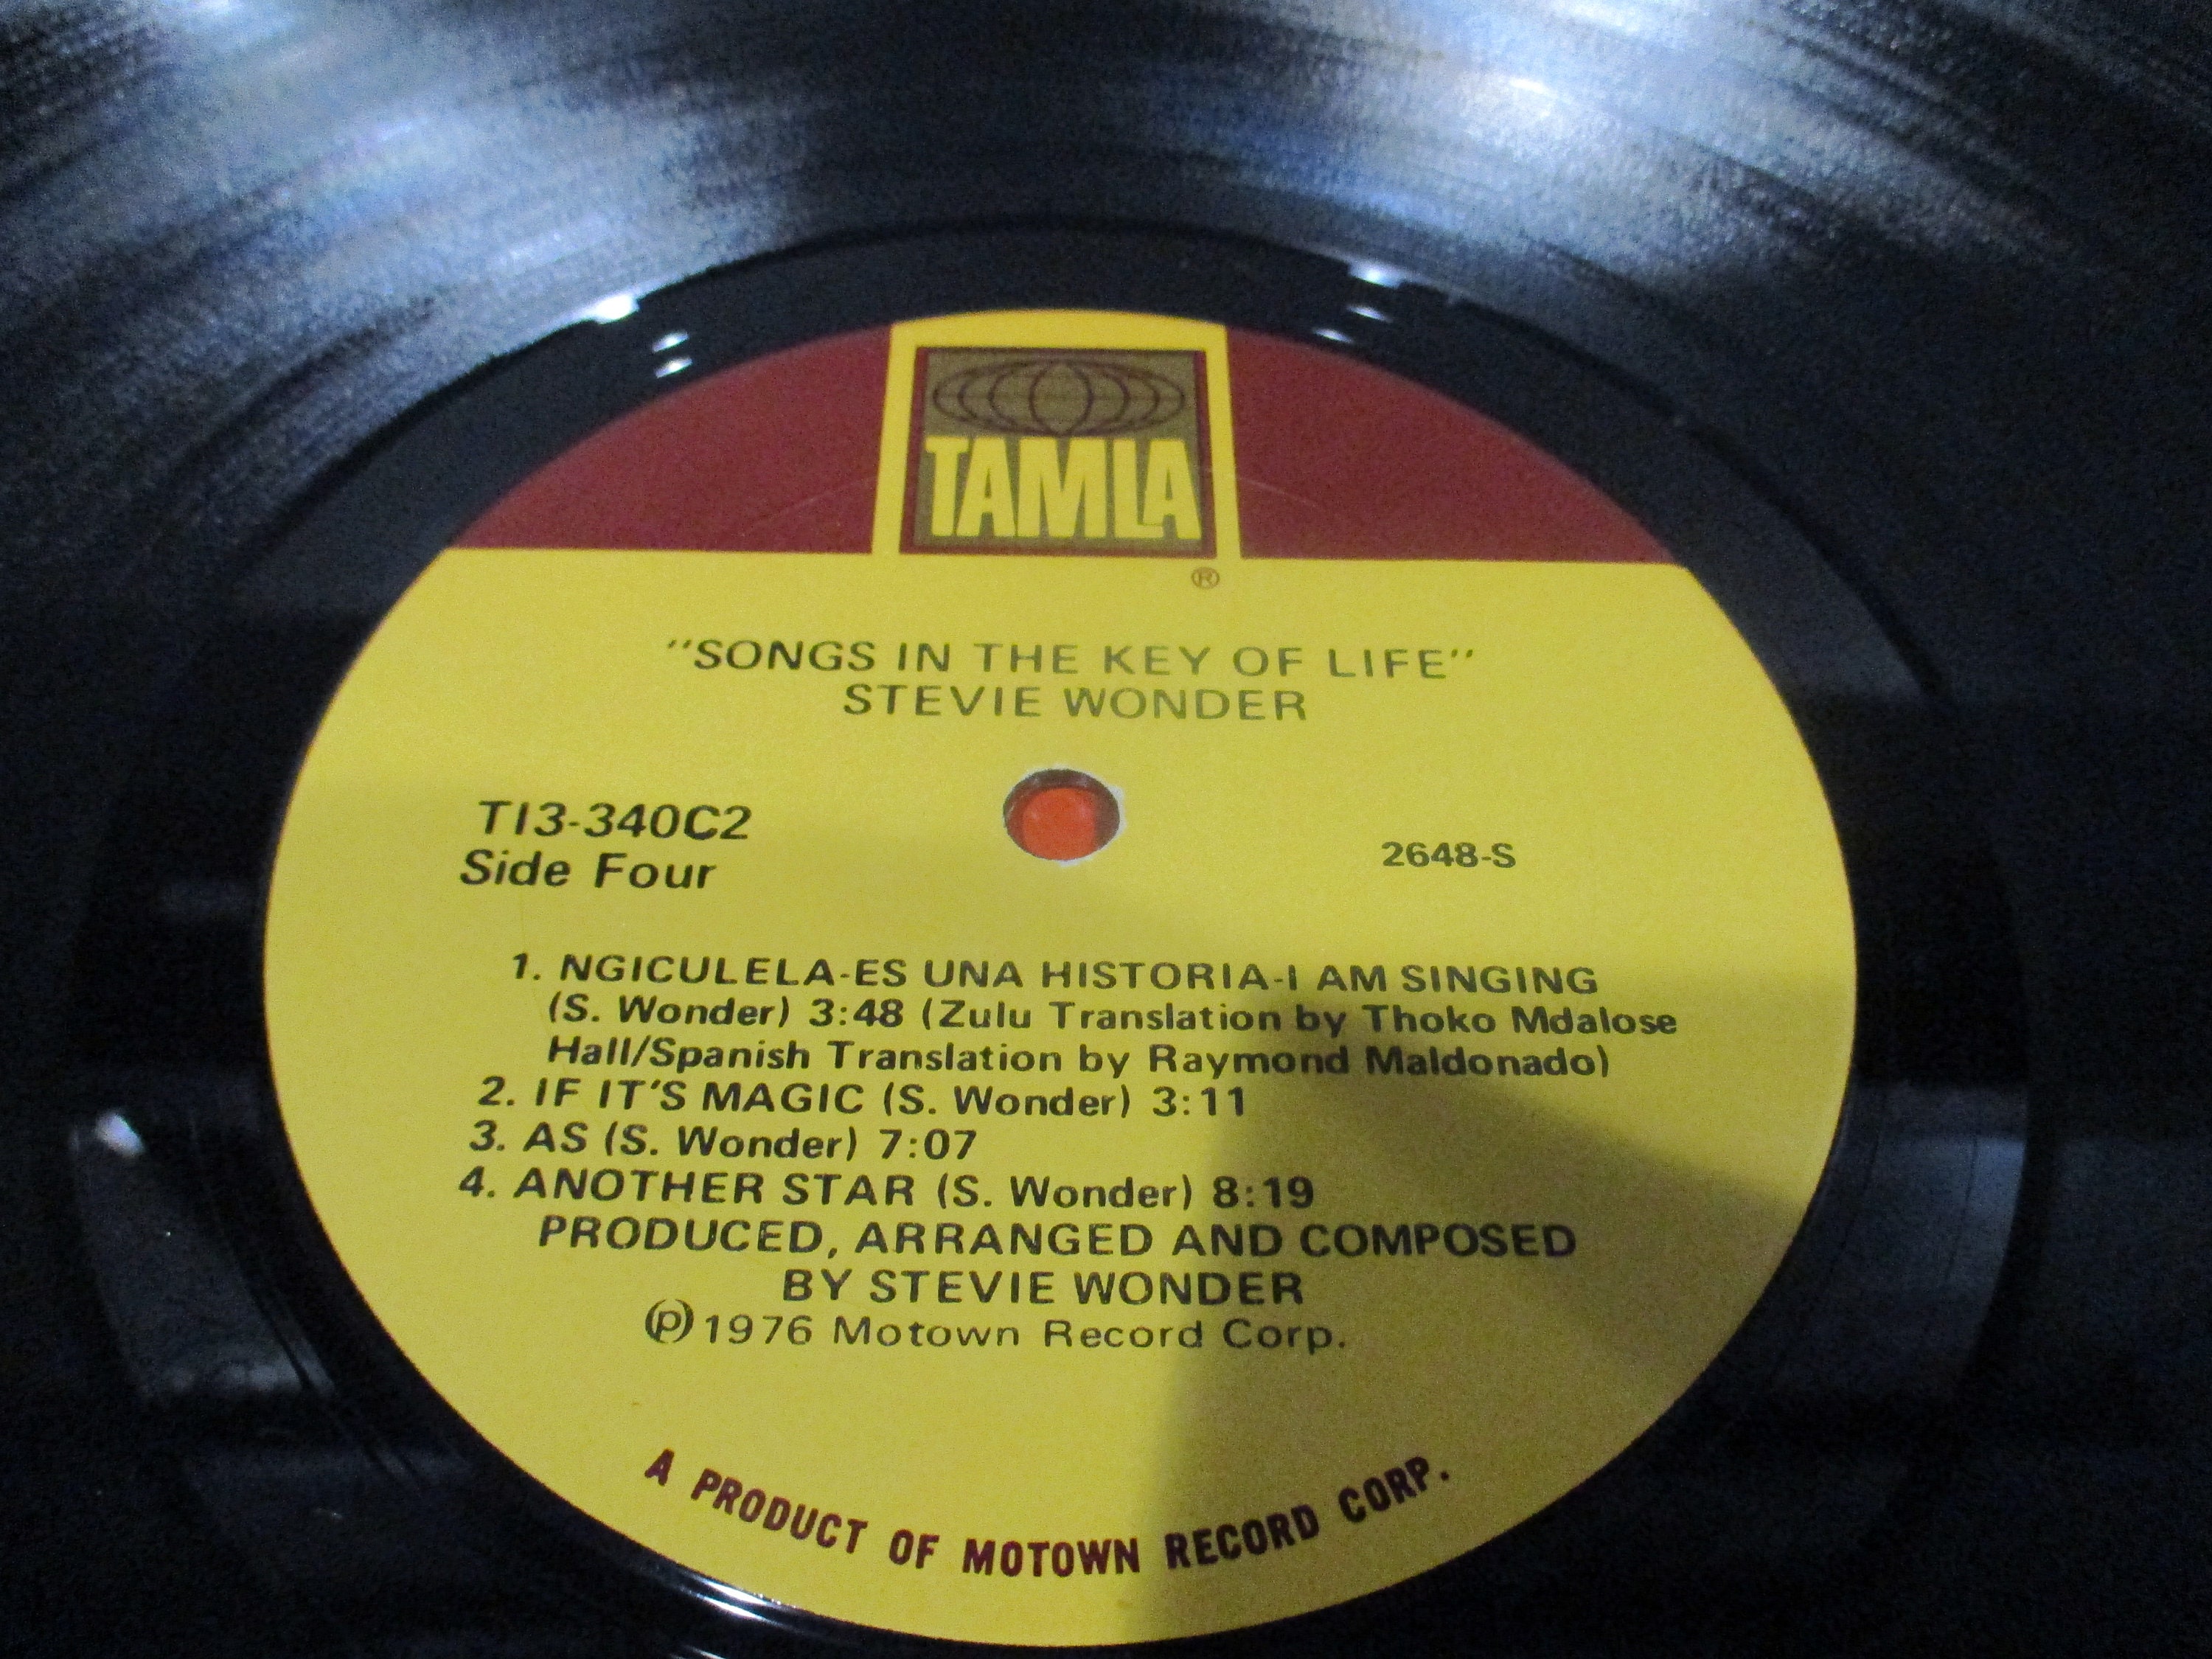 TAMLA
®
"SONGS IN THE KEY OF LIFE"
STEVIE WONDER
T13-340C2
Side Four
2648-S
1. NGICULELA-ES UNA HISTORIA-I AM SINGING
(S. Wonder) 3:48 (Zulu Translation by Thoko Mdalose
Hall/Spanish Translation by Raymond Maldonado)
2. IF IT'S MAGIC (S. Wonder) 3:11
3. AS (S. Wonder) 7:07
4. ANOTHER STAR (S. Wonder) 8:19
PRODUCED, ARRANGED AND COMPOSED
BY STEVIE WONDER
℗1976 Motown Record Corp.
A PRODUCT OF MOTOWN RECORD CORP.